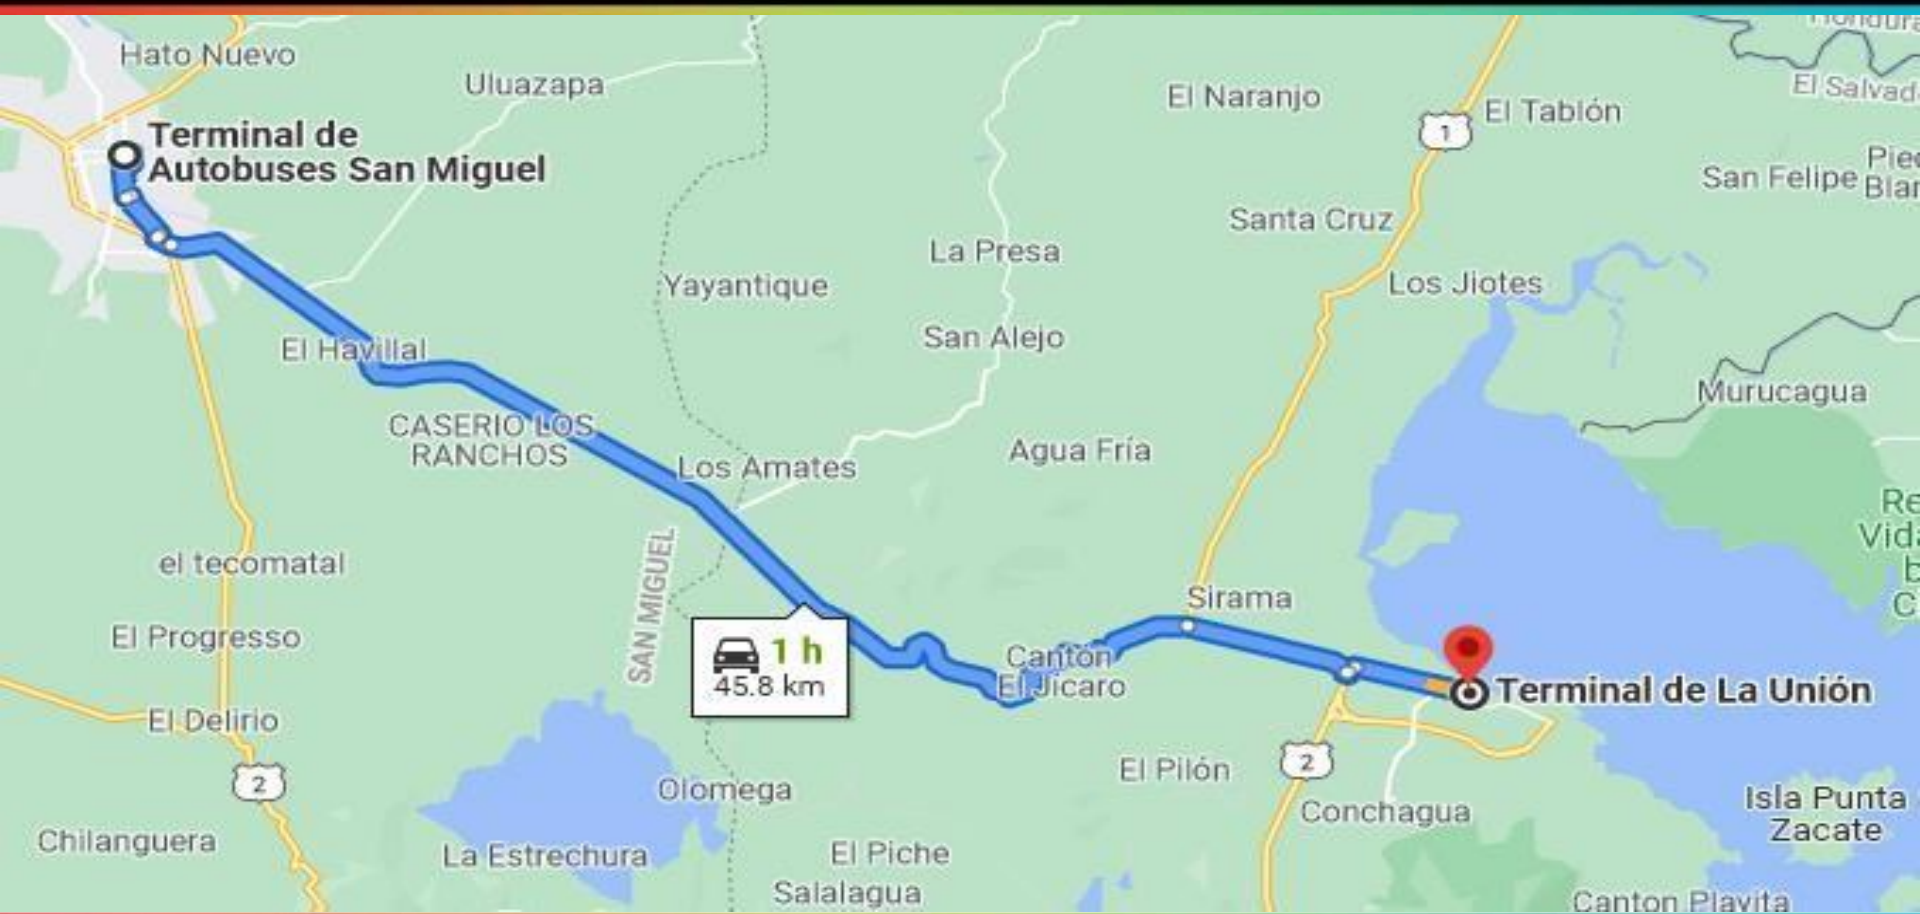 Hato Nuevo
Uluazapa
El Naranjo
1
El Tablón
El Salvad
Terminal de
Autobuses San Miguel
San Felipe
Santa Cruz
La Presa
Yayantique
Los Jiotes
San Alejo
El Havillal
Murucagua
CASERIO LOS
RANCHOS
Los Amates
Agua Fría
el tecomatal
SAN MIGUEL
Sirama
El Progresso
1 h
45.8 km
Canton
El Jicaro
Terminal de La Unión
El Delirio
2
El Pilón
2
Olomega
Conchagua
Isla Punta
Zacate
Chilanguera
La Estrechura
El Piche
Salalagua
Canton Playita